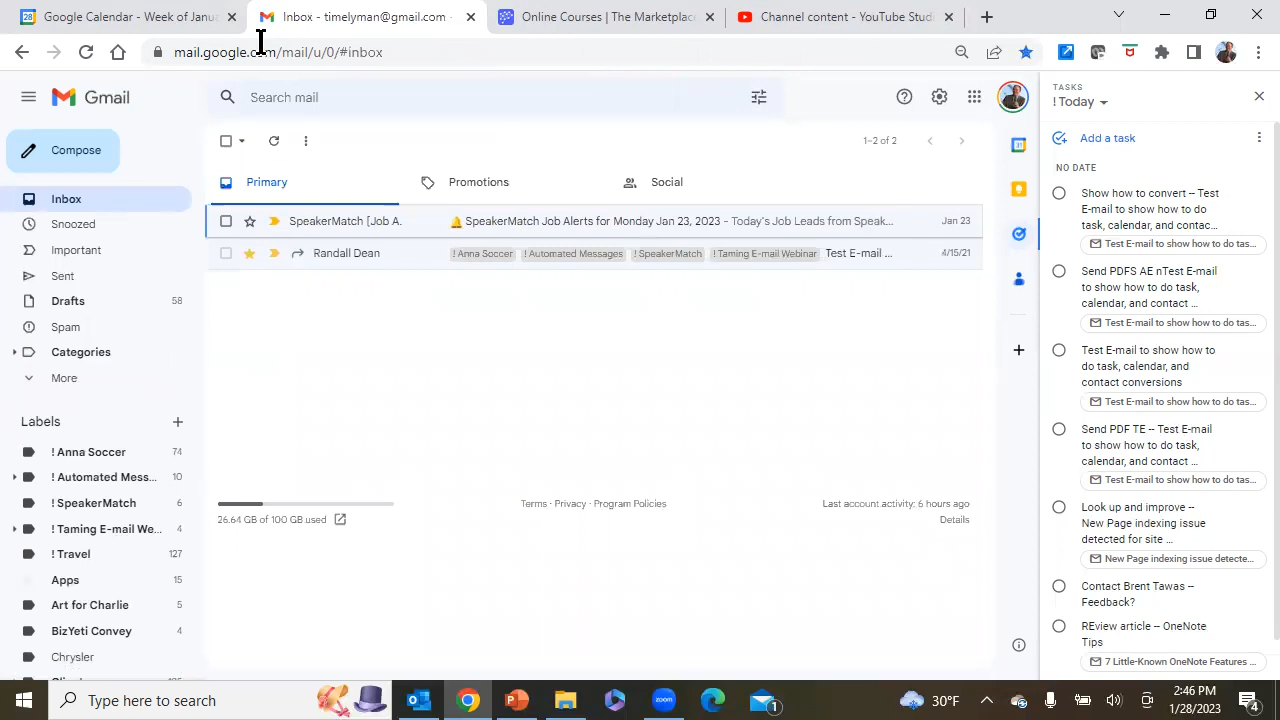 Google Calendar - Week of Janu
Inbox - timelyman@gmail.com -
Online Courses | The Marketplac
Channel content - YouTube Stud
mail.google.com/mail/u/0/#inbox
Gmail
Search mail
TASKS
! Today
Compose
1–2 of 2
Add a task
NO DATE
Primary
Promotions
Social
Inbox
Snoozed
Important
Sent
Drafts 58
Spam
Categories
More
SpeakerMatch [Job A. SpeakerMatch Job Alerts for Monday Jan 23, 2023 - Today's Job Leads from Speak... Jan 23
Randall Dean ! Anna Soccer ! Automated Messages ! SpeakerMatch ! Taming E-mail Webinar Test E-mail ... 4/15/21
Labels
! Anna Soccer 74
! Automated Mess... 10
! SpeakerMatch 6
! Taming E-mail We... 4
! Travel 127
Apps 15
Art for Charlie 5
BizYeti Convey 4
Chrysler
26.64 GB of 100 GB used
Terms · Privacy · Program Policies
Last account activity: 6 hours ago
Details
Show how to convert -- Test
E-mail to show how to do
task, calendar, and contac...
Test E-mail to show how to do tas...
Send PDFS AE nTest E-mail
to show how to do task,
calendar, and contact ...
Test E-mail to show how to do tas...
Test E-mail to show how to
do task, calendar, and
contact conversions
Test E-mail to show how to do tas...
Send PDF TE -- Test E-mail
to show how to do task,
calendar, and contact ...
Test E-mail to show how to do tas...
Look up and improve --
New Page indexing issue
detected for site ...
New Page indexing issue detecte...
Contact Brent Tawas --
Feedback?
REview article -- OneNote
Tips
7 Little-Known OneNote Features ...
Type here to search
zoom
1
30°F
2:46 PM
1/28/2023
4